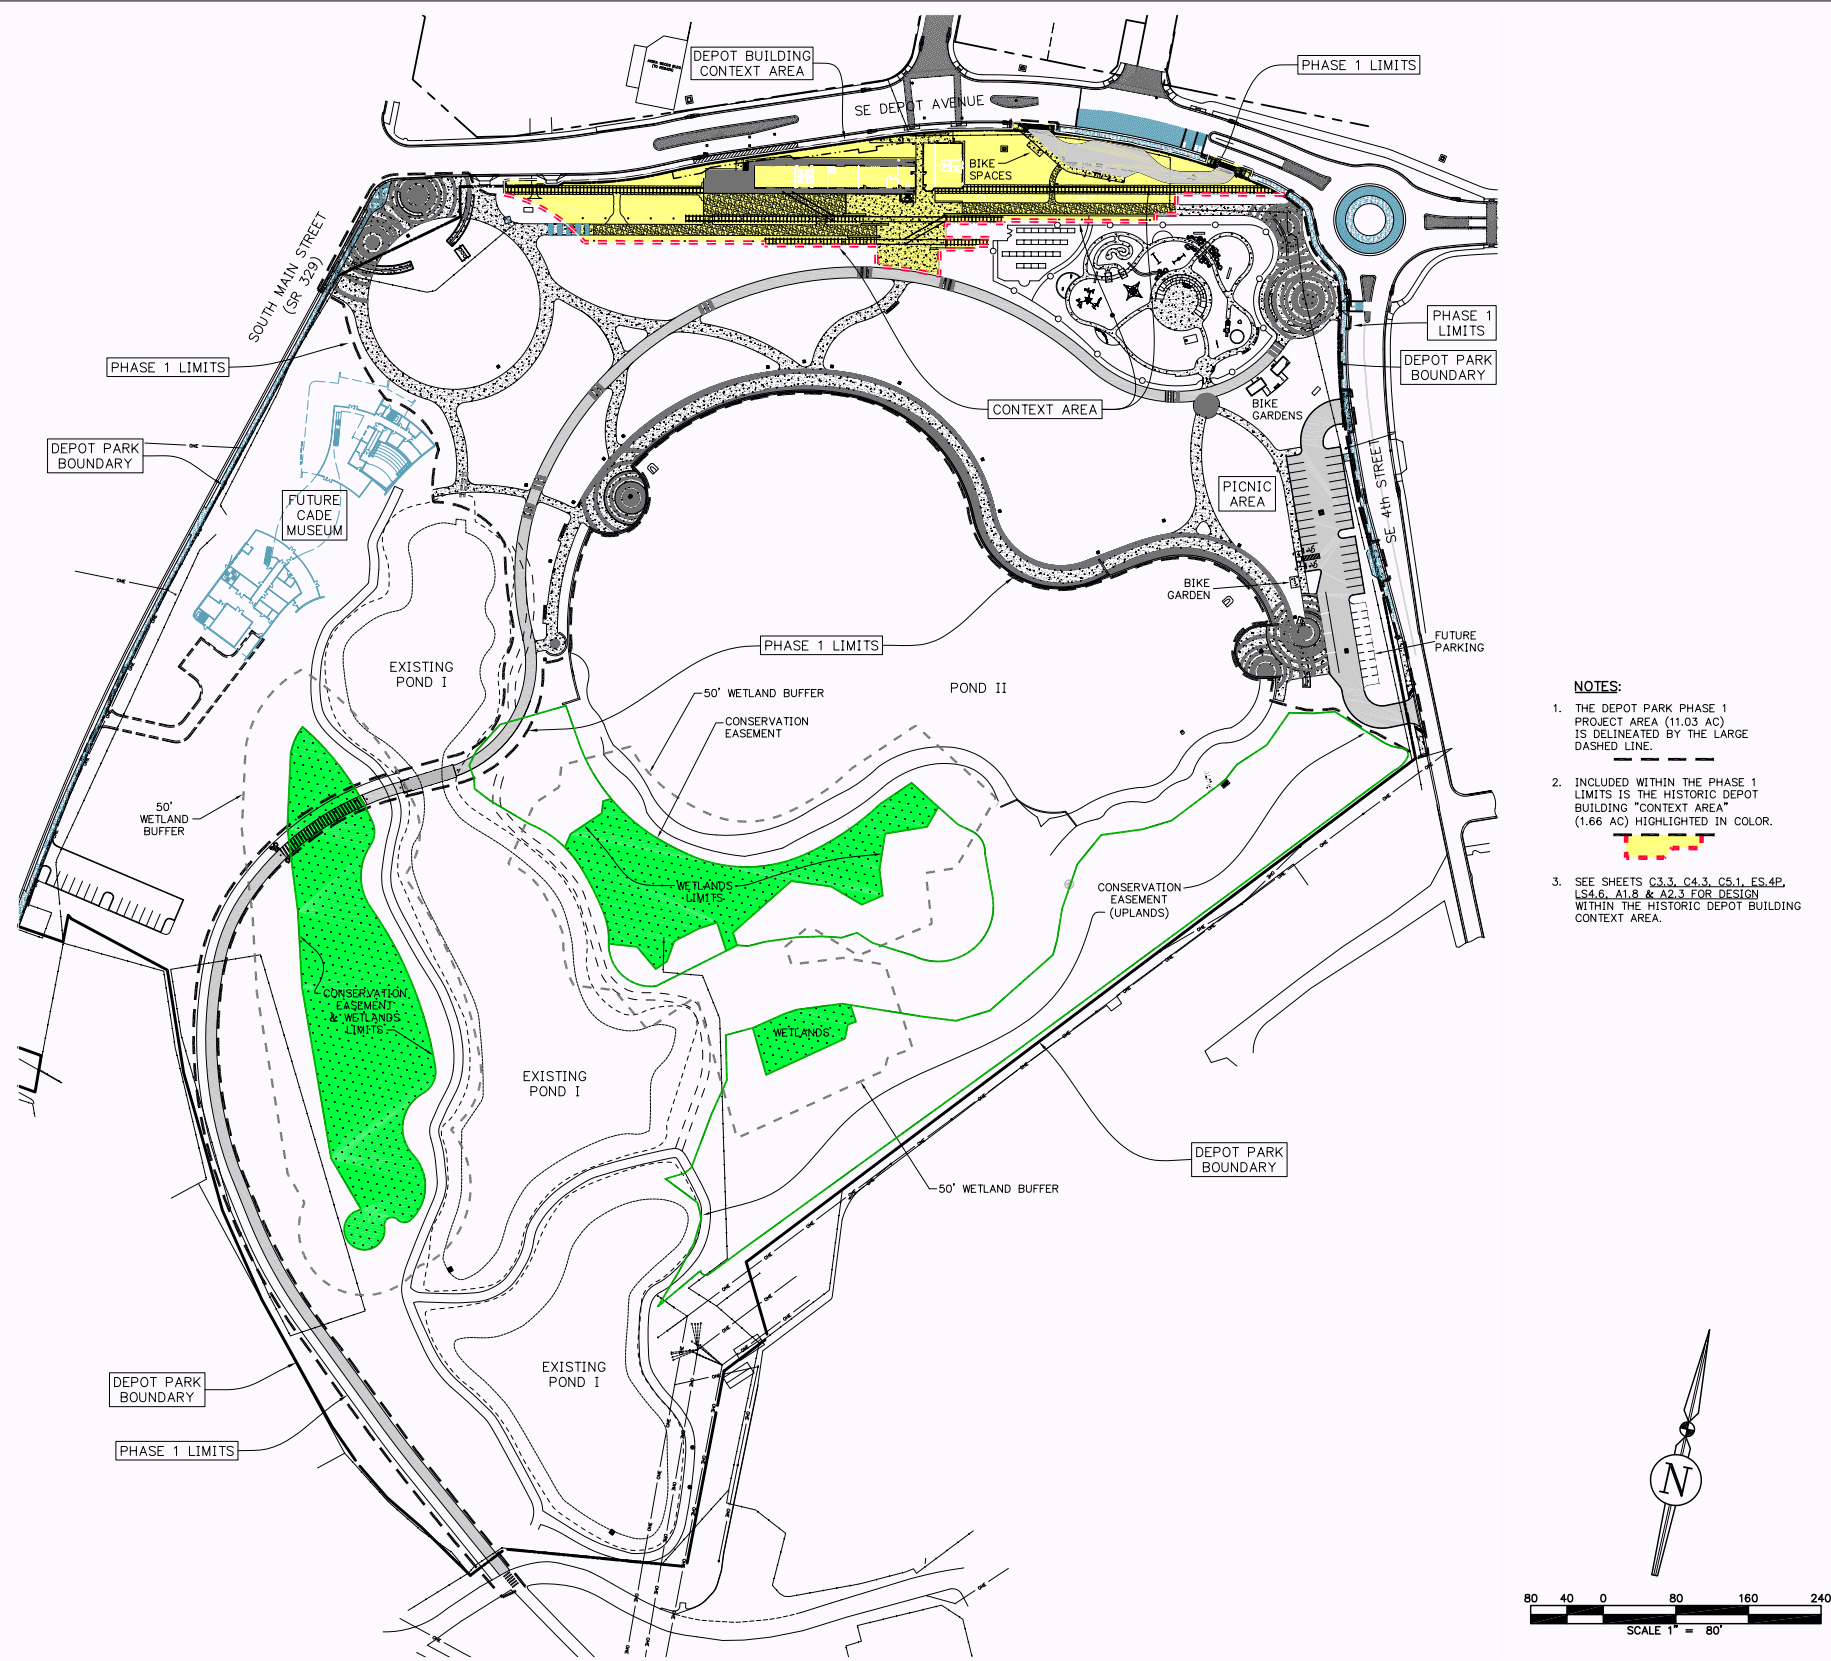 DEPOT BUILDING
CONTEXT AREA
PHASE 1 LIMITS
SE DEPOT AVENUE
BIKE
SPACES
SOUTH MAIN STREET
(SR 329)
PHASE 1 LIMITS
PHASE 1
LIMITS
DEPOT PARK
BOUNDARY
CONTEXT AREA
BIKE
GARDENS
DEPOT PARK
BOUNDARY
OHE
FUTURE
CADE
MUSEUM
PICNIC
AREA
SE 4th STREET
OHE
BIKE
GARDEN
FUTURE
PARKING
PHASE 1 LIMITS
EXISTING
POND I
POND II
50' WETLAND BUFFER
CONSERVATION
EASEMENT
50'
WETLAND
BUFFER
WETLANDS
LIMITS
CONSERVATION
EASEMENT
(UPLANDS)
CONSERVATION
EASEMENT
& WETLANDS
LIMITS
WETLANDS
EXISTING
POND I
DEPOT PARK
BOUNDARY
50' WETLAND BUFFER
EXISTING
POND I
DEPOT PARK
BOUNDARY
PHASE 1 LIMITS
NOTES:
1. THE DEPOT PARK PHASE 1
PROJECT AREA (11.03 AC)
IS DELINEATED BY THE LARGE
DASHED LINE.
2. INCLUDED WITHIN THE PHASE 1
LIMITS IS THE HISTORIC DEPOT
BUILDING "CONTEXT AREA"
(1.66 AC) HIGHLIGHTED IN COLOR.
3. SEE SHEETS C3.3, C4.3, C5.1, ES.4P,
LS4.6, A1.8 & A2.3 FOR DESIGN
WITHIN THE HISTORIC DEPOT BUILDING
CONTEXT AREA.
N
80 40 0 80 160 240
SCALE 1" = 80'